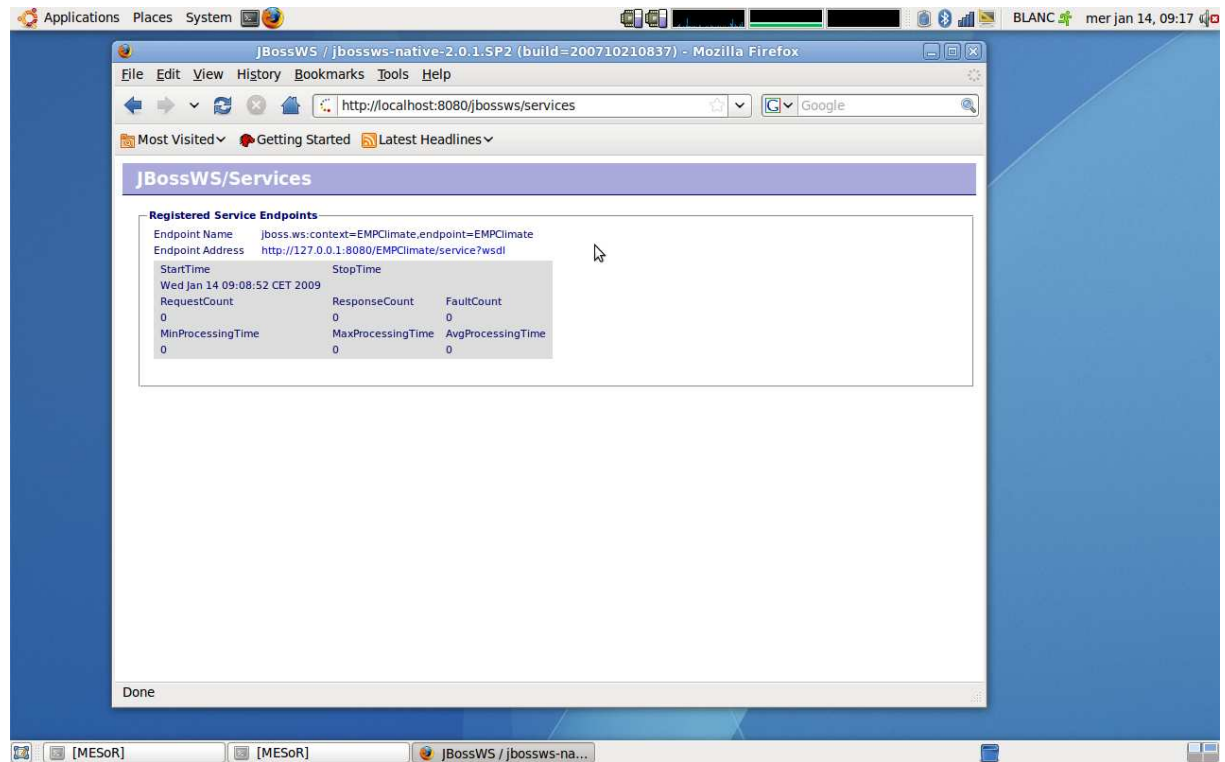 Applications Places System BLANC mer jan 14, 09:17
JBossWS / jbossws-native-2.0.1.SP2 (build=200710210837) - Mozilla Firefox
File Edit View History Bookmarks Tools Help
http://localhost:8080/jbossws/services G Google
Most Visited Getting Started Latest Headlines
JBossWS/Services
Registered Service Endpoints
Endpoint Name jboss.ws:context=EMPClimate,endpoint=EMPClimate
Endpoint Address http://127.0.0.1:8080/EMPClimate/service?wsdl
StartTime StopTime
Wed Jan 14 09:08:52 CET 2009
RequestCount ResponseCount FaultCount
0 0 0
MinProcessingTime MaxProcessingTime AvgProcessingTime
0 0 0
Done
[MESoR] [MESoR] JBossWS / jbossws-na...